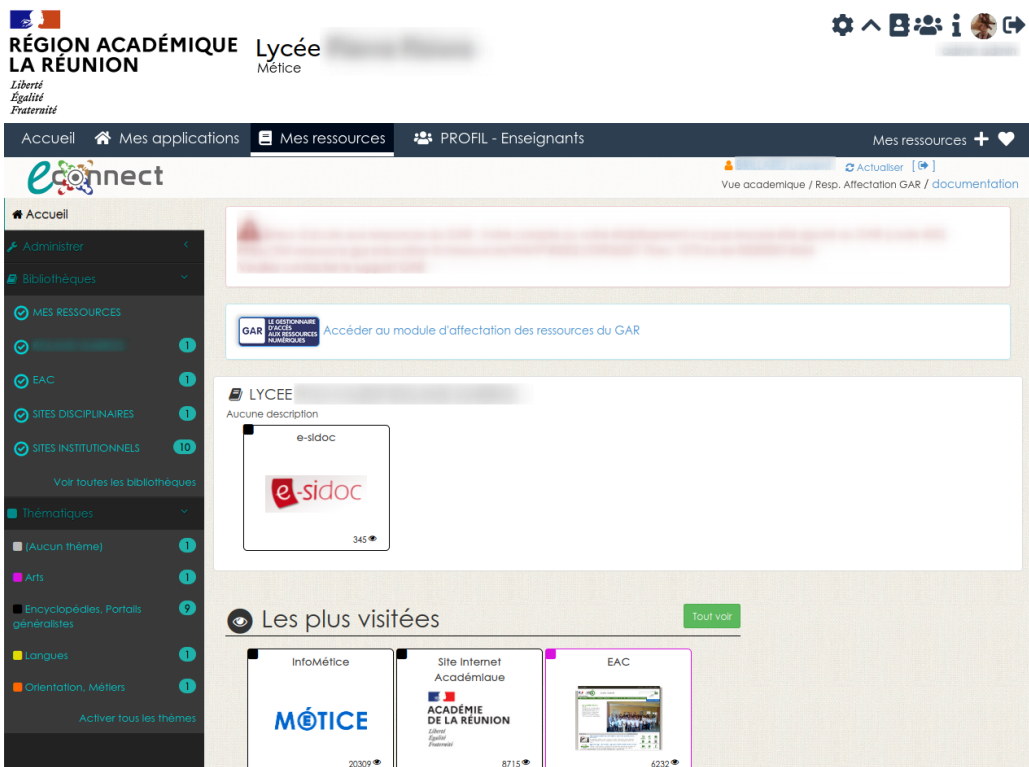 RÉGION ACADÉMIQUE
LA RÉUNION
Liberté
Égalité
Fraternité
Lycée
Métice
Accueil Mes applications Mes ressources PROFIL - Enseignants Mes ressources
econnect
Actualiser [ ]
Vue academique / Resp. Affectation GAR / documentation
Accueil
Administrer
Bibliothèques
MES RESSOURCES
1
EAC 1
SITES DISCIPLINAIRES 1
SITES INSTITUTIONNELS 10
Voir toutes les bibliothèques
Thématiques
(Aucun thème) 1
Arts 1
Encyclopédies, Portails 9
généralistes
Langues 1
Orientation, Métiers 1
Activer tous les thèmes
GAR
LE GESTIONNAIRE
D'ACCÈS
AUX RESSOURCES
NUMÉRIQUES
Accéder au module d'affectation des ressources du GAR
LYCEE
Aucune description
e-sidoc
e-sidoc
345
Les plus visitées
Tout voir
InfoMétice
MÉTICE
20309
Site Internet
Académique
ACADÉMIE
DE LA RÉUNION
Liberté
Égalité
Fraternité
8715
EAC
6232